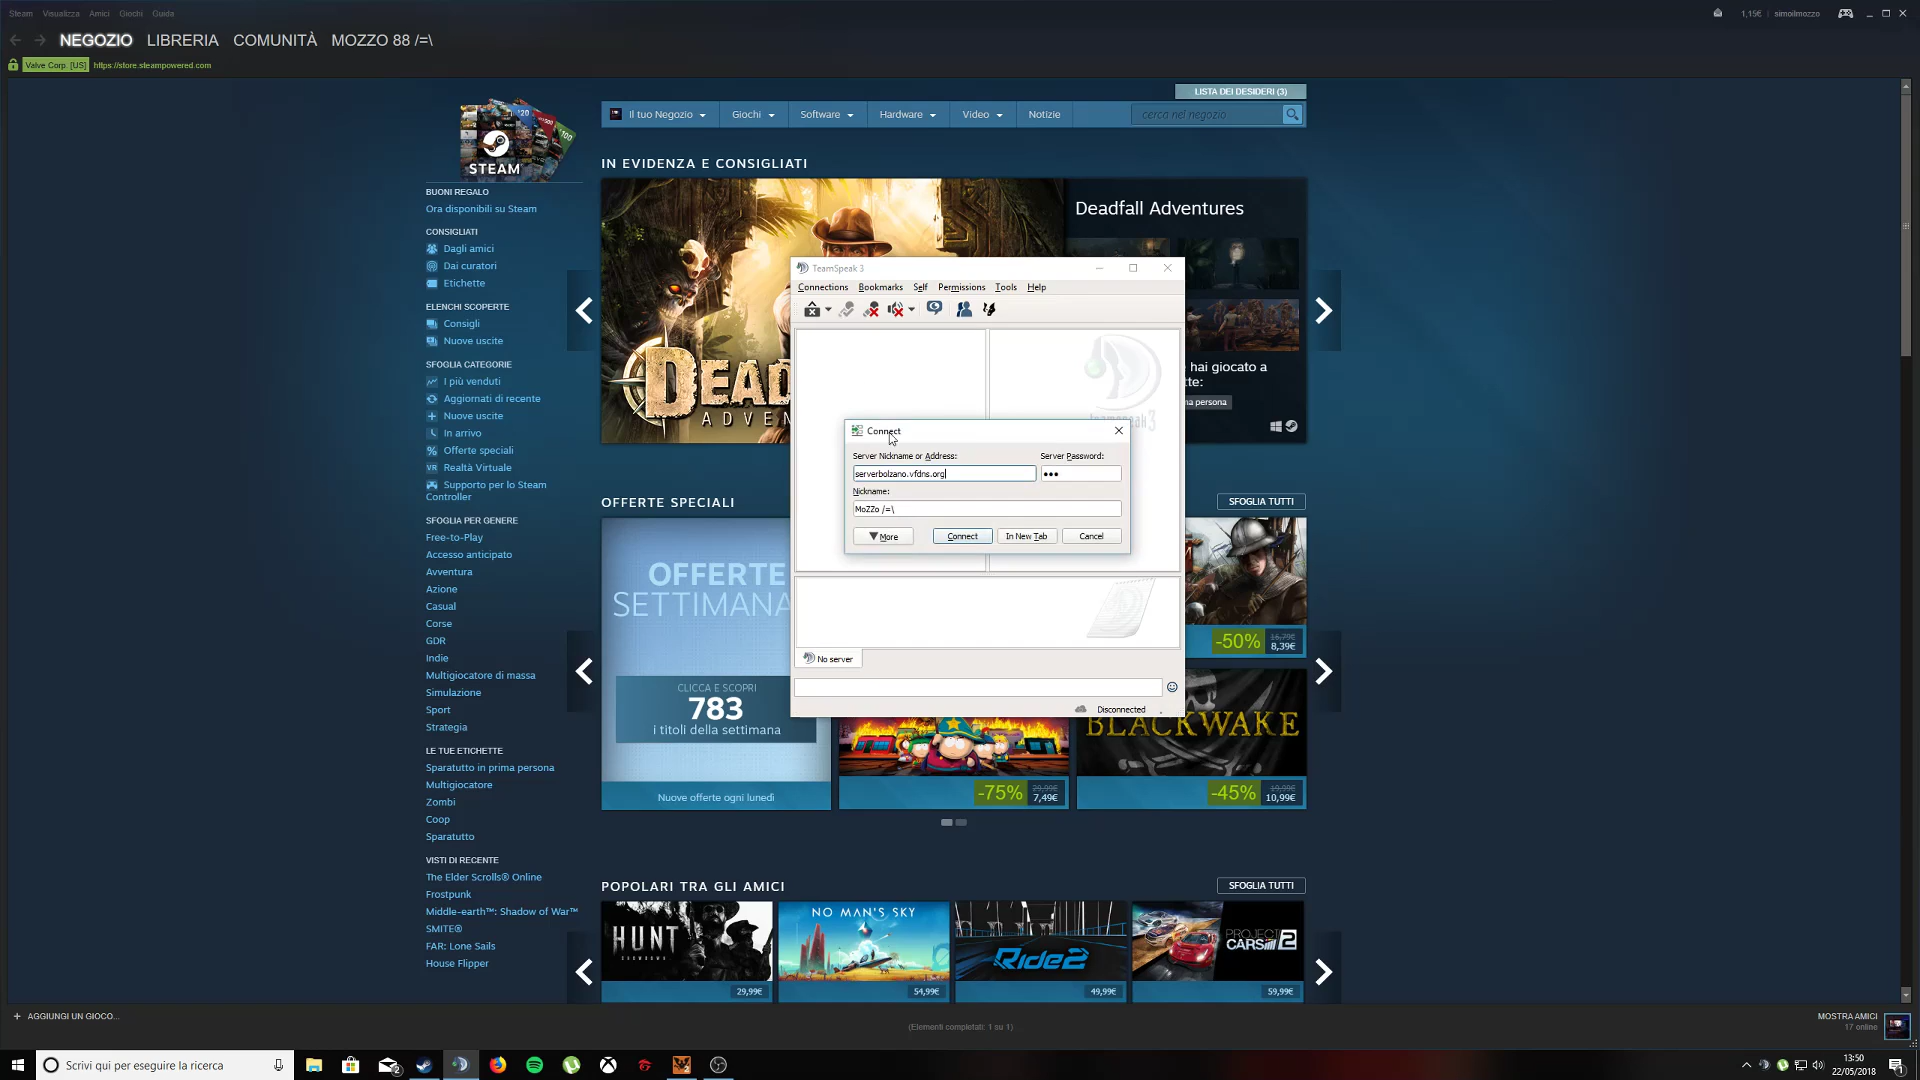 Steam Visualizza Amici Giochi Guida
1,15€ | simoilmozzo
NEGOZIO LIBRERIA COMUNITÀ MOZZO 88 /=\
Valve Corp. [US] https://store.steampowered.com
LISTA DEI DESIDERI (3)
Il tuo Negozio Giochi Software Hardware Video Notizie cerca nel negozio
STEAM
IN EVIDENZA E CONSIGLIATI
Deadfall Adventures
BUONI REGALO
Ora disponibili su Steam
CONSIGLIATI
Dagli amici
Dai curatori
Etichette
ELENCHI SCOPERTE
Consigli
Nuove uscite
SFOGLIA CATEGORIE
I più venduti
Aggiornati di recente
Nuove uscite
In arrivo
Offerte speciali
VR Realtà Virtuale
Supporto per lo Steam
Controller
SFOGLIA PER GENERE
Free-to-Play
Accesso anticipato
Avventura
Azione
Casual
Corse
GDR
Indie
Multigiocatore di massa
Simulazione
Sport
Strategia
LE TUE ETICHETTE
Sparatutto in prima persona
Multigiocatore
Zombi
Coop
Sparatutto
VISTI DI RECENTE
The Elder Scrolls® Online
Frostpunk
Middle-earth™: Shadow of War™
SMITE®
FAR: Lone Sails
House Flipper
TeamSpeak 3
Connections Bookmarks Self Permissions Tools Help
teamspeak 3
Connect
Server Nickname or Address: Server Password:
serverbolzano.vfdns.org ●●●
Nickname:
MoZZo /=\
More Connect In New Tab Cancel
No server
Disconnected
hai giocato a
te:
na persona
OFFERTE SPECIALI
SFOGLIA TUTTI
OFFERTE
SETTIMANA
CLICCA E SCOPRI
783
i titoli della settimana
Nuove offerte ogni lunedì
-50% 16,79€
8,39€
BLACKWAKE
-75% 29,99€
7,49€
-45% 19,99€
10,99€
POPOLARI TRA GLI AMICI
SFOGLIA TUTTI
HUNT
SHOWDOWN
29,99€
NO MAN'S SKY
54,99€
Ride2
49,99€
PROJECT
CARS 2
59,99€
+ AGGIUNGI UN GIOCO...
(Elementi completati: 1 su 1)
MOSTRA AMICI
17 online
Scrivi qui per eseguire la ricerca
13:50
22/05/2018